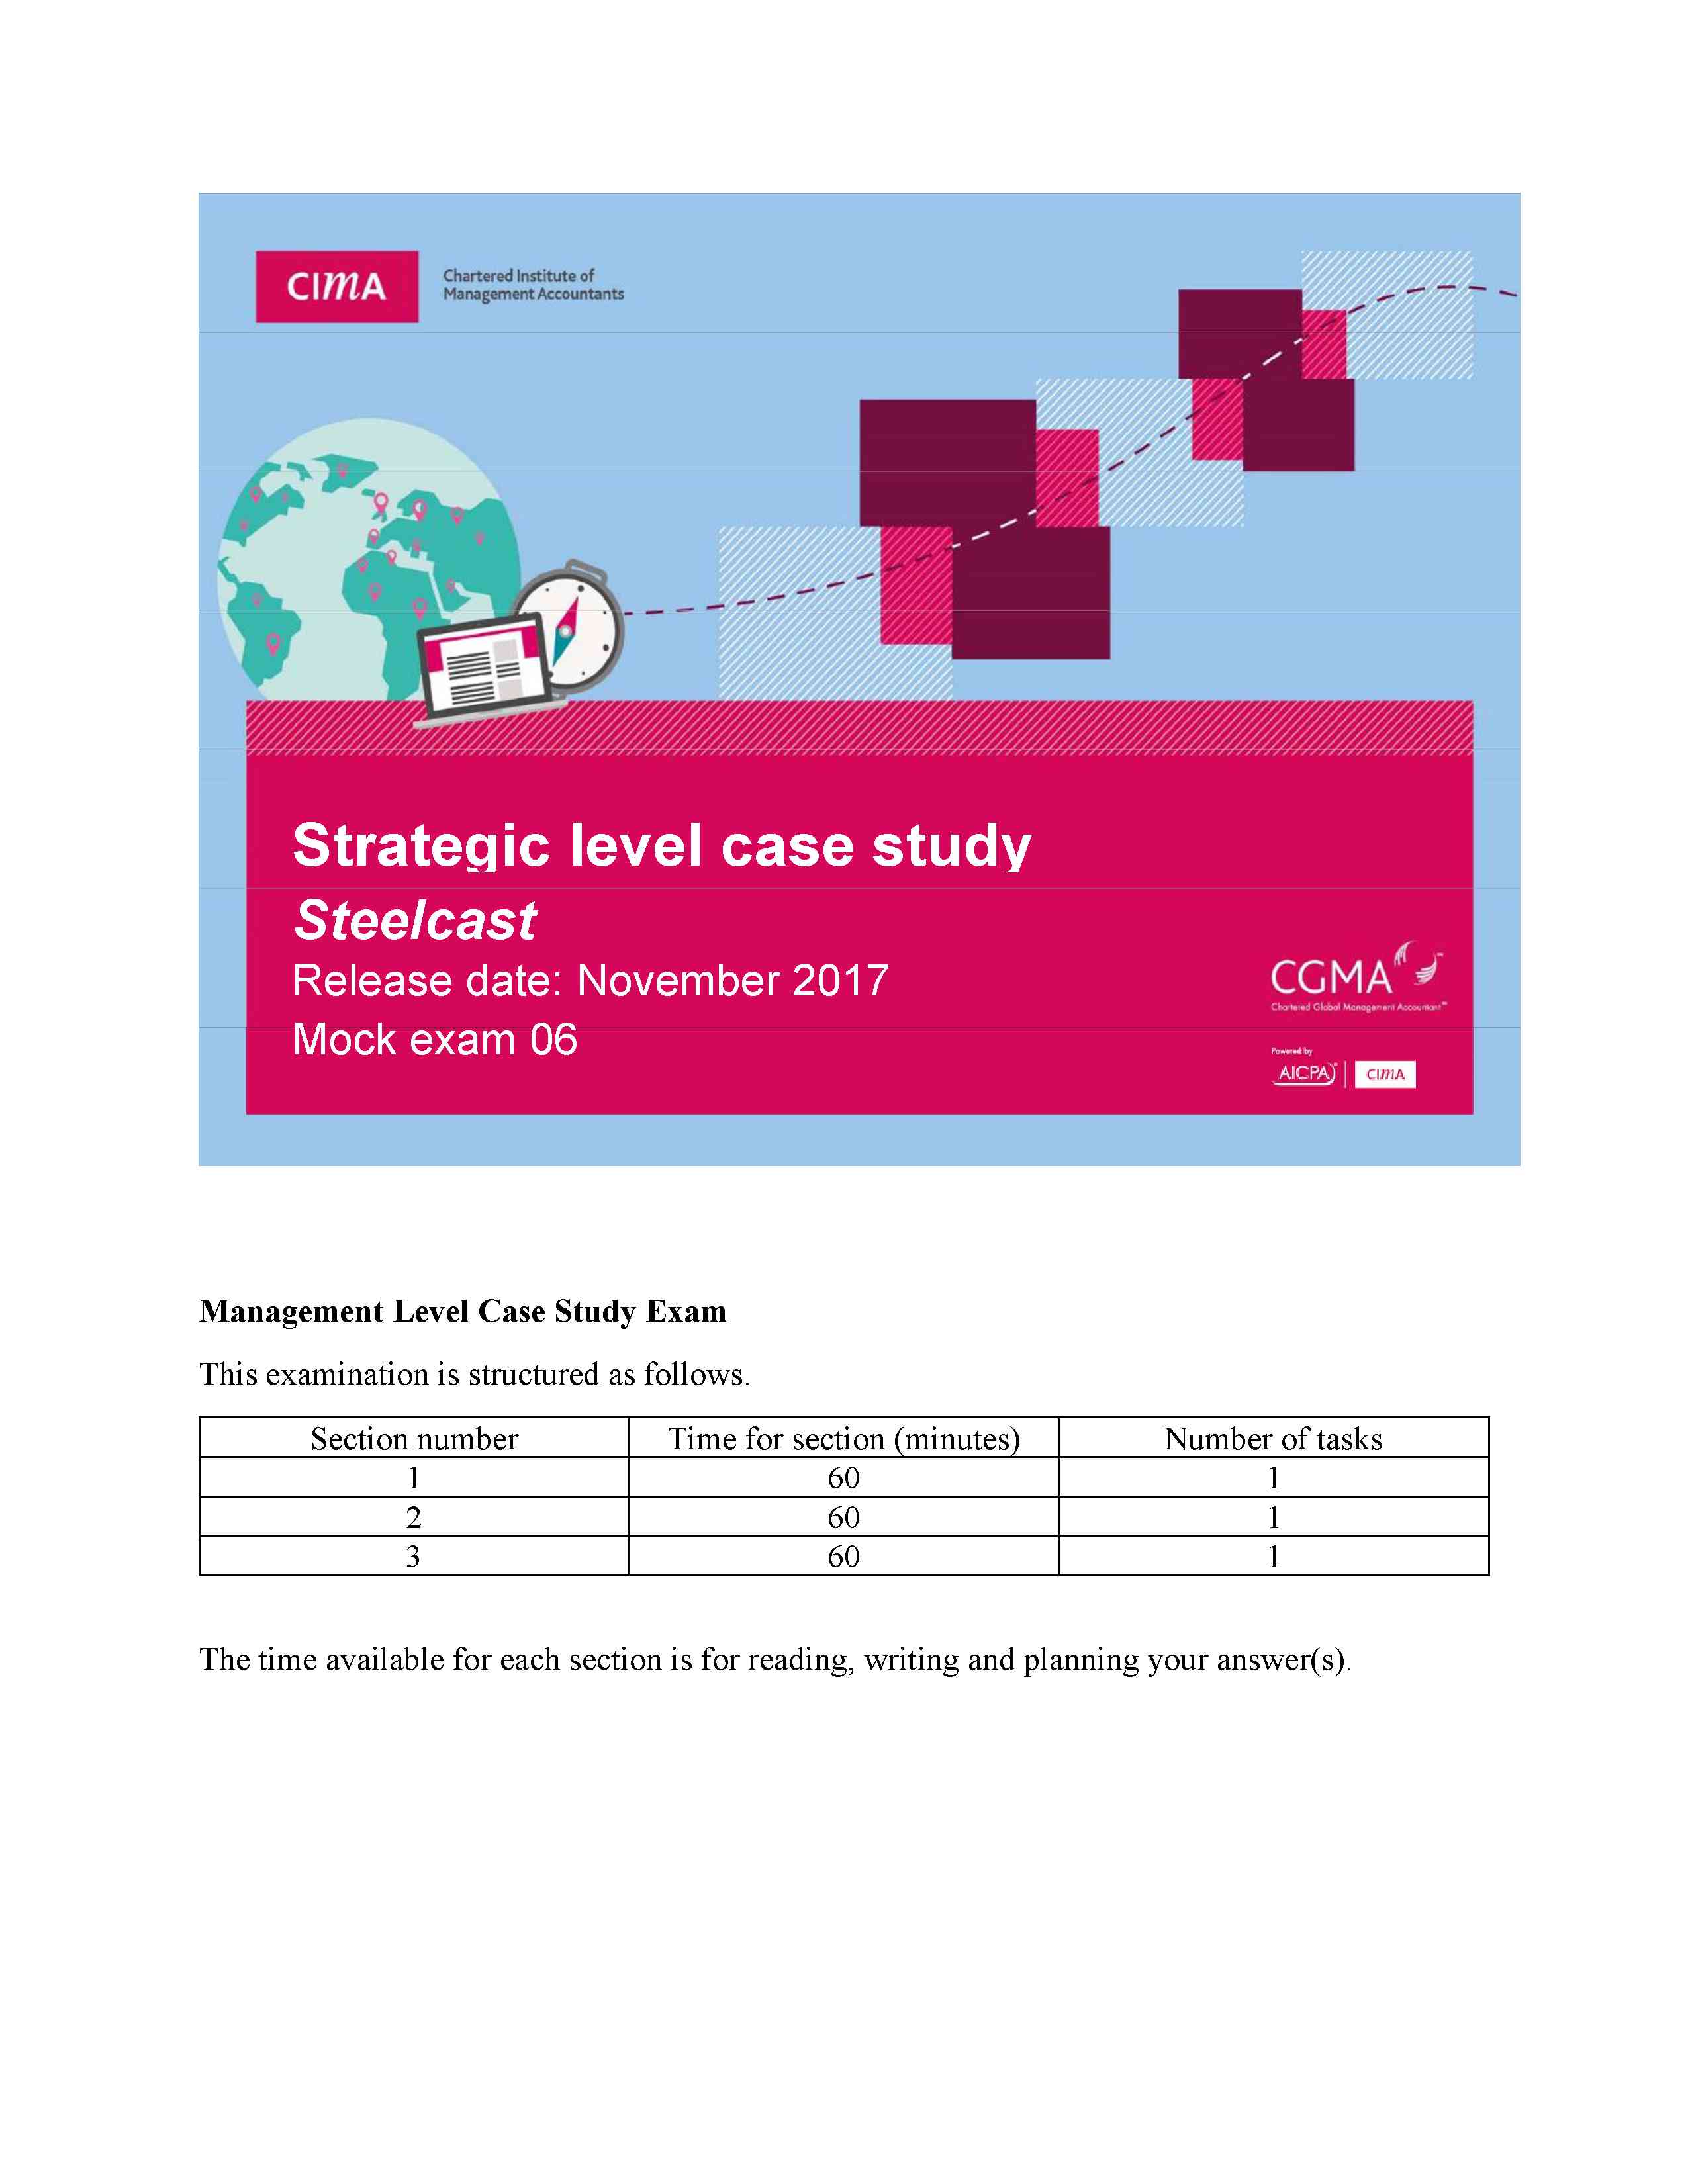 CIMA
Chartered Institute of
Management Accountants
Strategic level case study
Steelcast
Release date: November 2017
Mock exam 06
CGMA
Chartered Global Management Accountant™
Powered by
AICPA
CIMA
Management Level Case Study Exam
This examination is structured as follows.
Section number Time for section (minutes) Number of tasks
1 60 1
2 60 1
3 60 1
The time available for each section is for reading, writing and planning your answer(s).